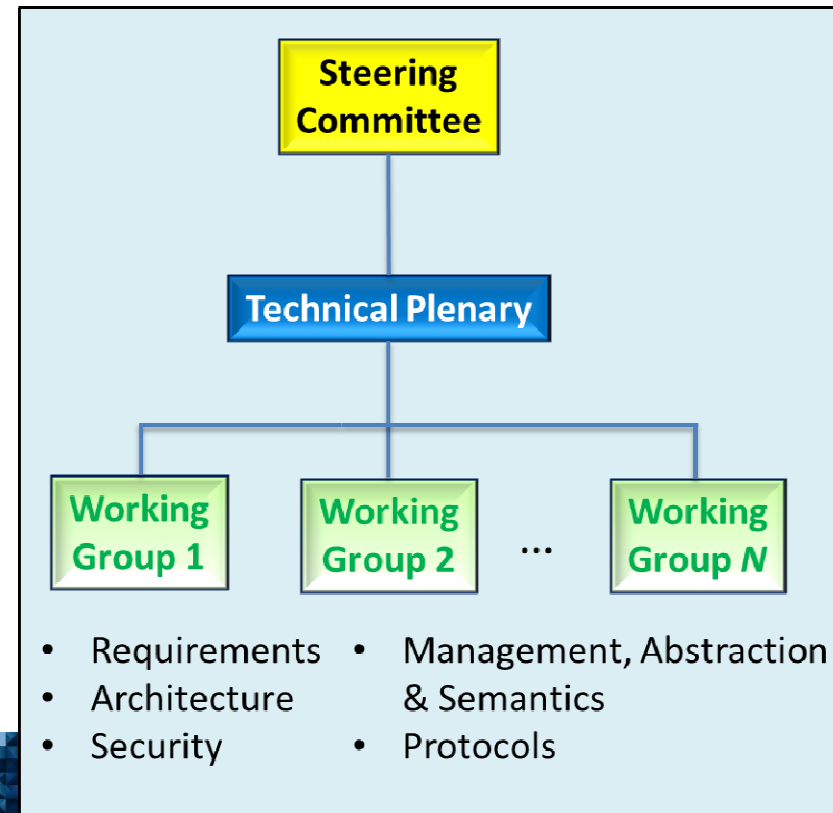 Steering
Committee
Technical Plenary
Working
Group 1
Working
Group 2
...
Working
Group N
• Requirements
• Architecture
• Security
• Management, Abstraction
& Semantics
• Protocols